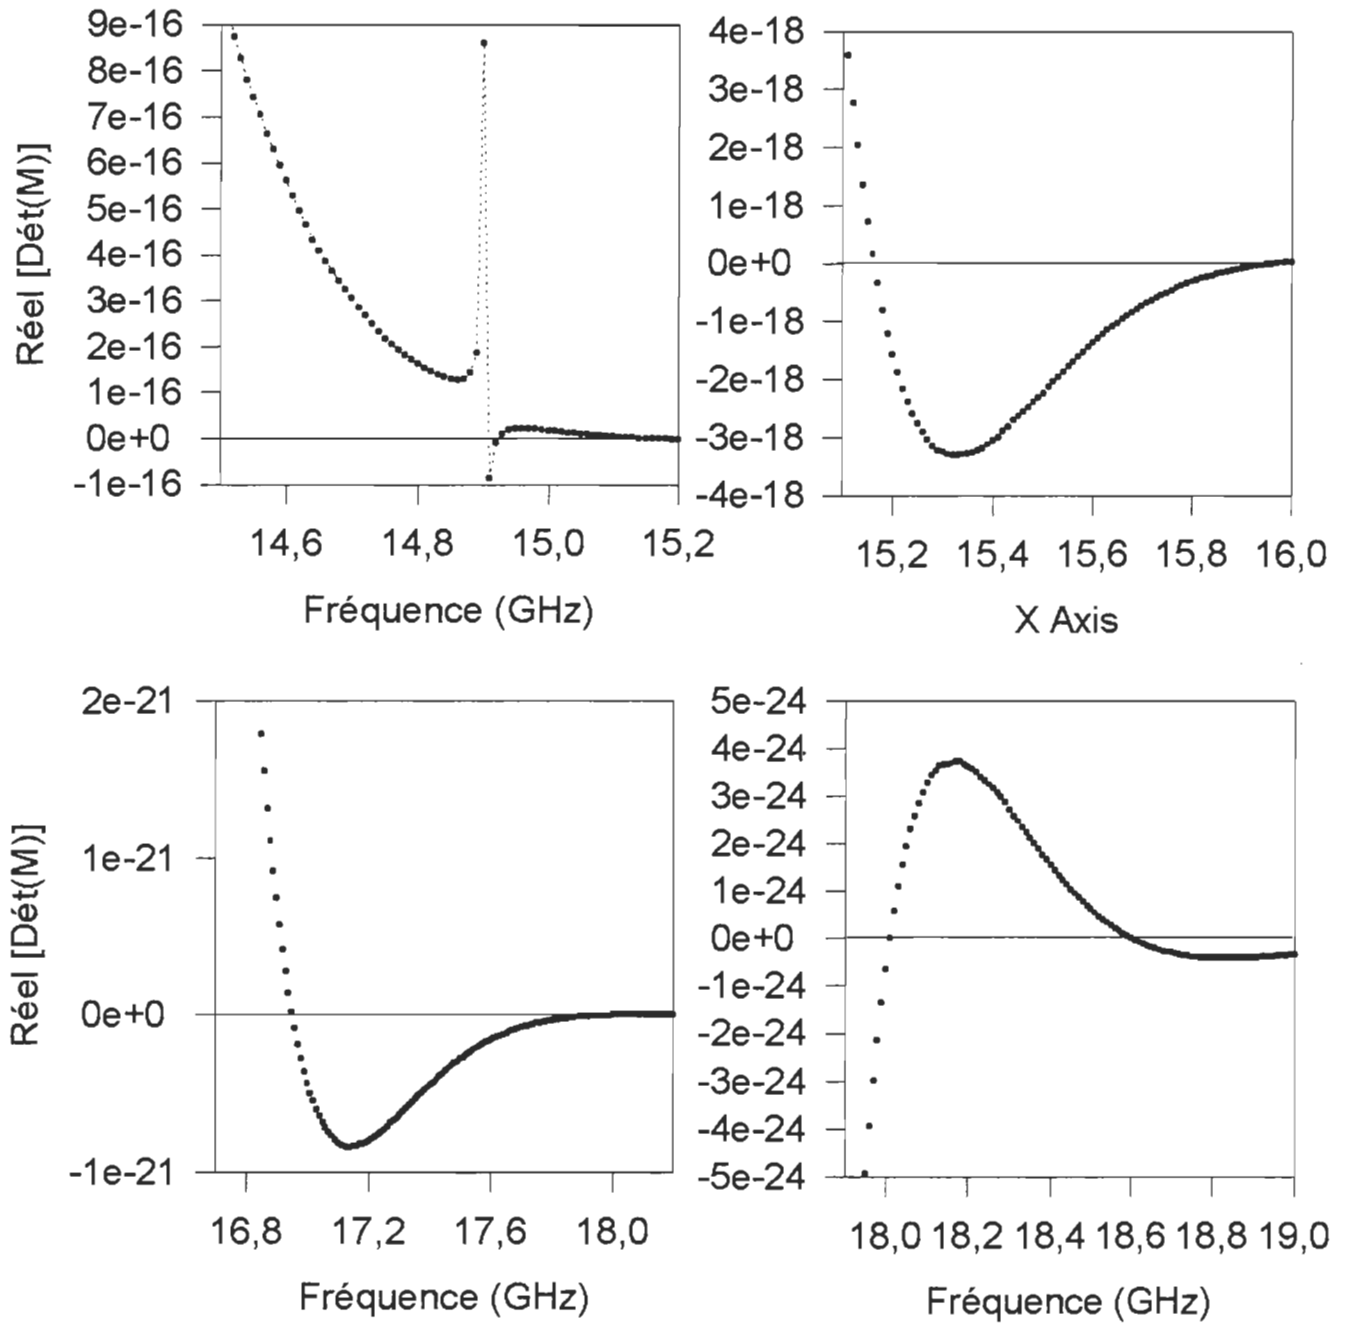 9e-16
8e-16
7e-16
6e-16
5e-16
4e-16
3e-16
2e-16
1e-16
0e+0
-1e-16
Réel [Dét(M)]
14,6 14,8 15,0 15,2
Fréquence (GHz)
4e-18
3e-18
2e-18
1e-18
0e+0
-1e-18
-2e-18
-3e-18
-4e-18
15,2 15,4 15,6 15,8 16,0
X Axis
2e-21
1e-21
0e+0
-1e-21
Réel [Dét(M)]
16,8 17,2 17,6 18,0
Fréquence (GHz)
5e-24
4e-24
3e-24
2e-24
1e-24
0e+0
-1e-24
-2e-24
-3e-24
-4e-24
-5e-24
18,0 18,2 18,4 18,6 18,8 19,0
Fréquence (GHz)